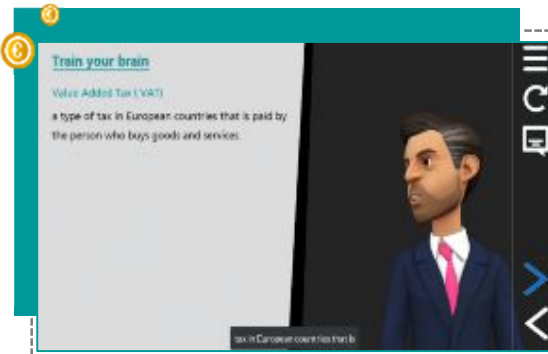 Train your brain
Value Added Tax ( VAT)
a type of tax in European countries that is paid by
the person who buys goods and services.
tax in European countries that is